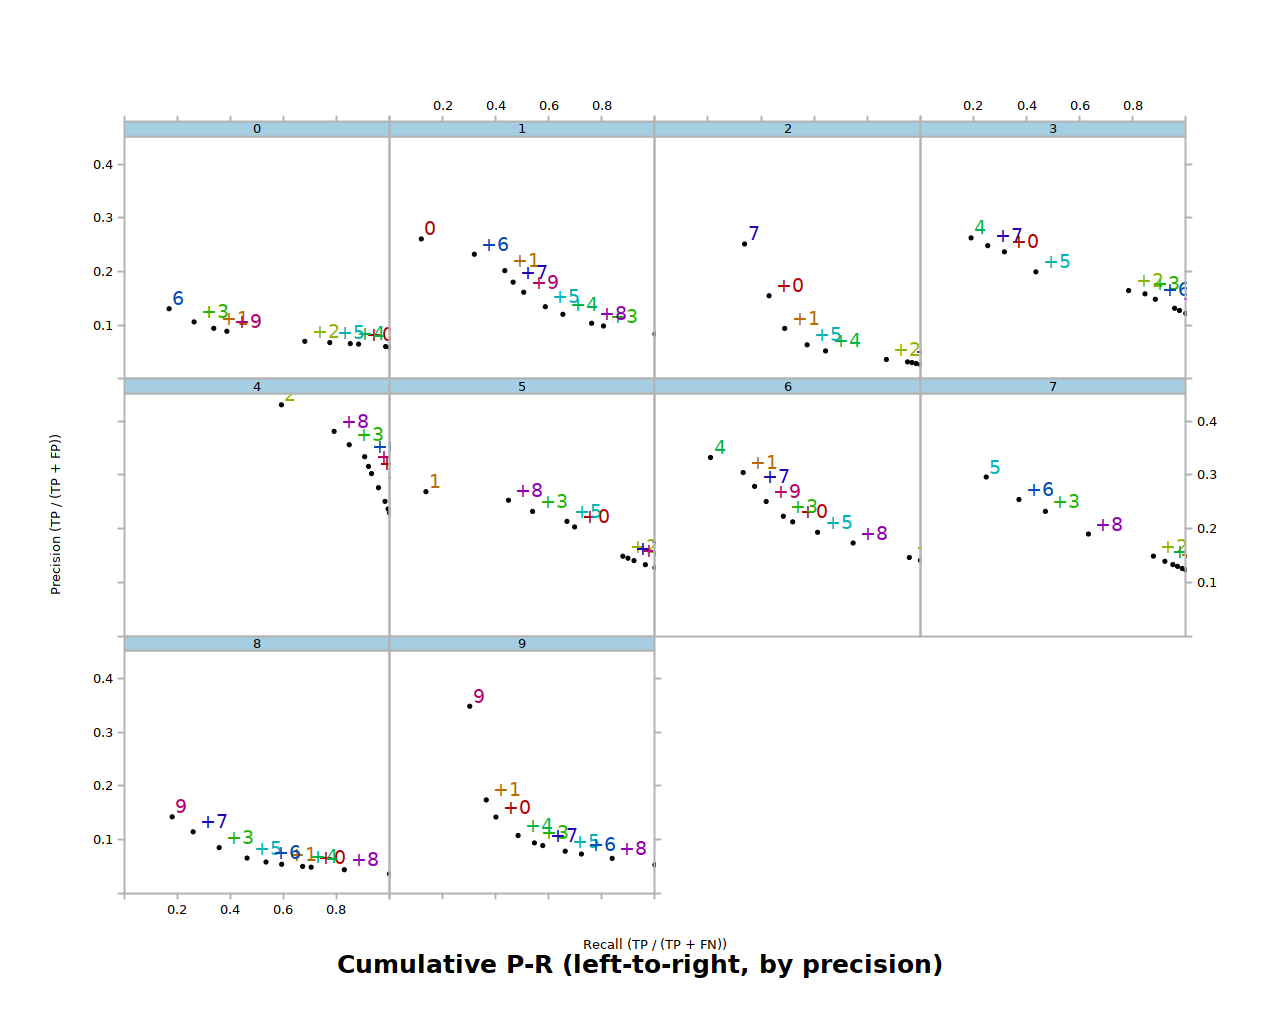 0.2 0.4 0.6 0.8 0.2 0.4 0.6 0.8
0 1 2 3
0.4
0.3
0.2
0.1
6 +3 +1 +9 +2 +5 +4 +0
0 +6 +1 +7 +9 +5 +4 +8 +3
7 +0 +1 +5 +4 +2
4 +7 +0 +5 +2 +3 +6
4 5 6 7
0.4
0.3
0.2
0.1
2 +8 +3
1 +8 +3 +5 +0 +2
4 +1 +7 +9 +3 +0 +5 +8
5 +6 +3 +8 +2
8 9
0.4
0.3
0.2
0.1
9 +7 +3 +5 +6 +1 +4 +0 +8
9 +1 +0 +4 +3 +7 +5 +6 +8
0.2 0.4 0.6 0.8
Precision (TP / (TP + FP))
Recall (TP / (TP + FN))
Cumulative P-R (left-to-right, by precision)